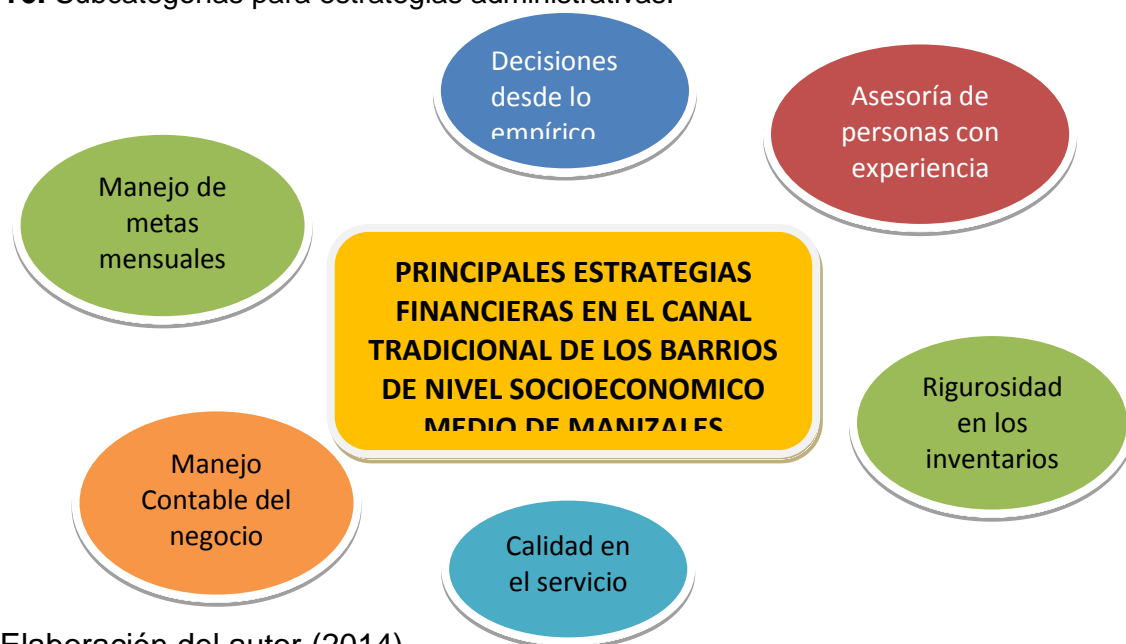 16. Subcategorías para estrategias administrativas.
Decisiones
desde lo
empírico
Asesoría de
personas con
experiencia
Manejo de
metas
mensuales
PRINCIPALES ESTRATEGIAS
FINANCIERAS EN EL CANAL
TRADICIONAL DE LOS BARRIOS
DE NIVEL SOCIOECONOMICO
MEDIO DE MANIZALES
Rigurosidad
en los
inventarios
Manejo
Contable del
negocio
Calidad en
el servicio
Elaboración del autor (2014)